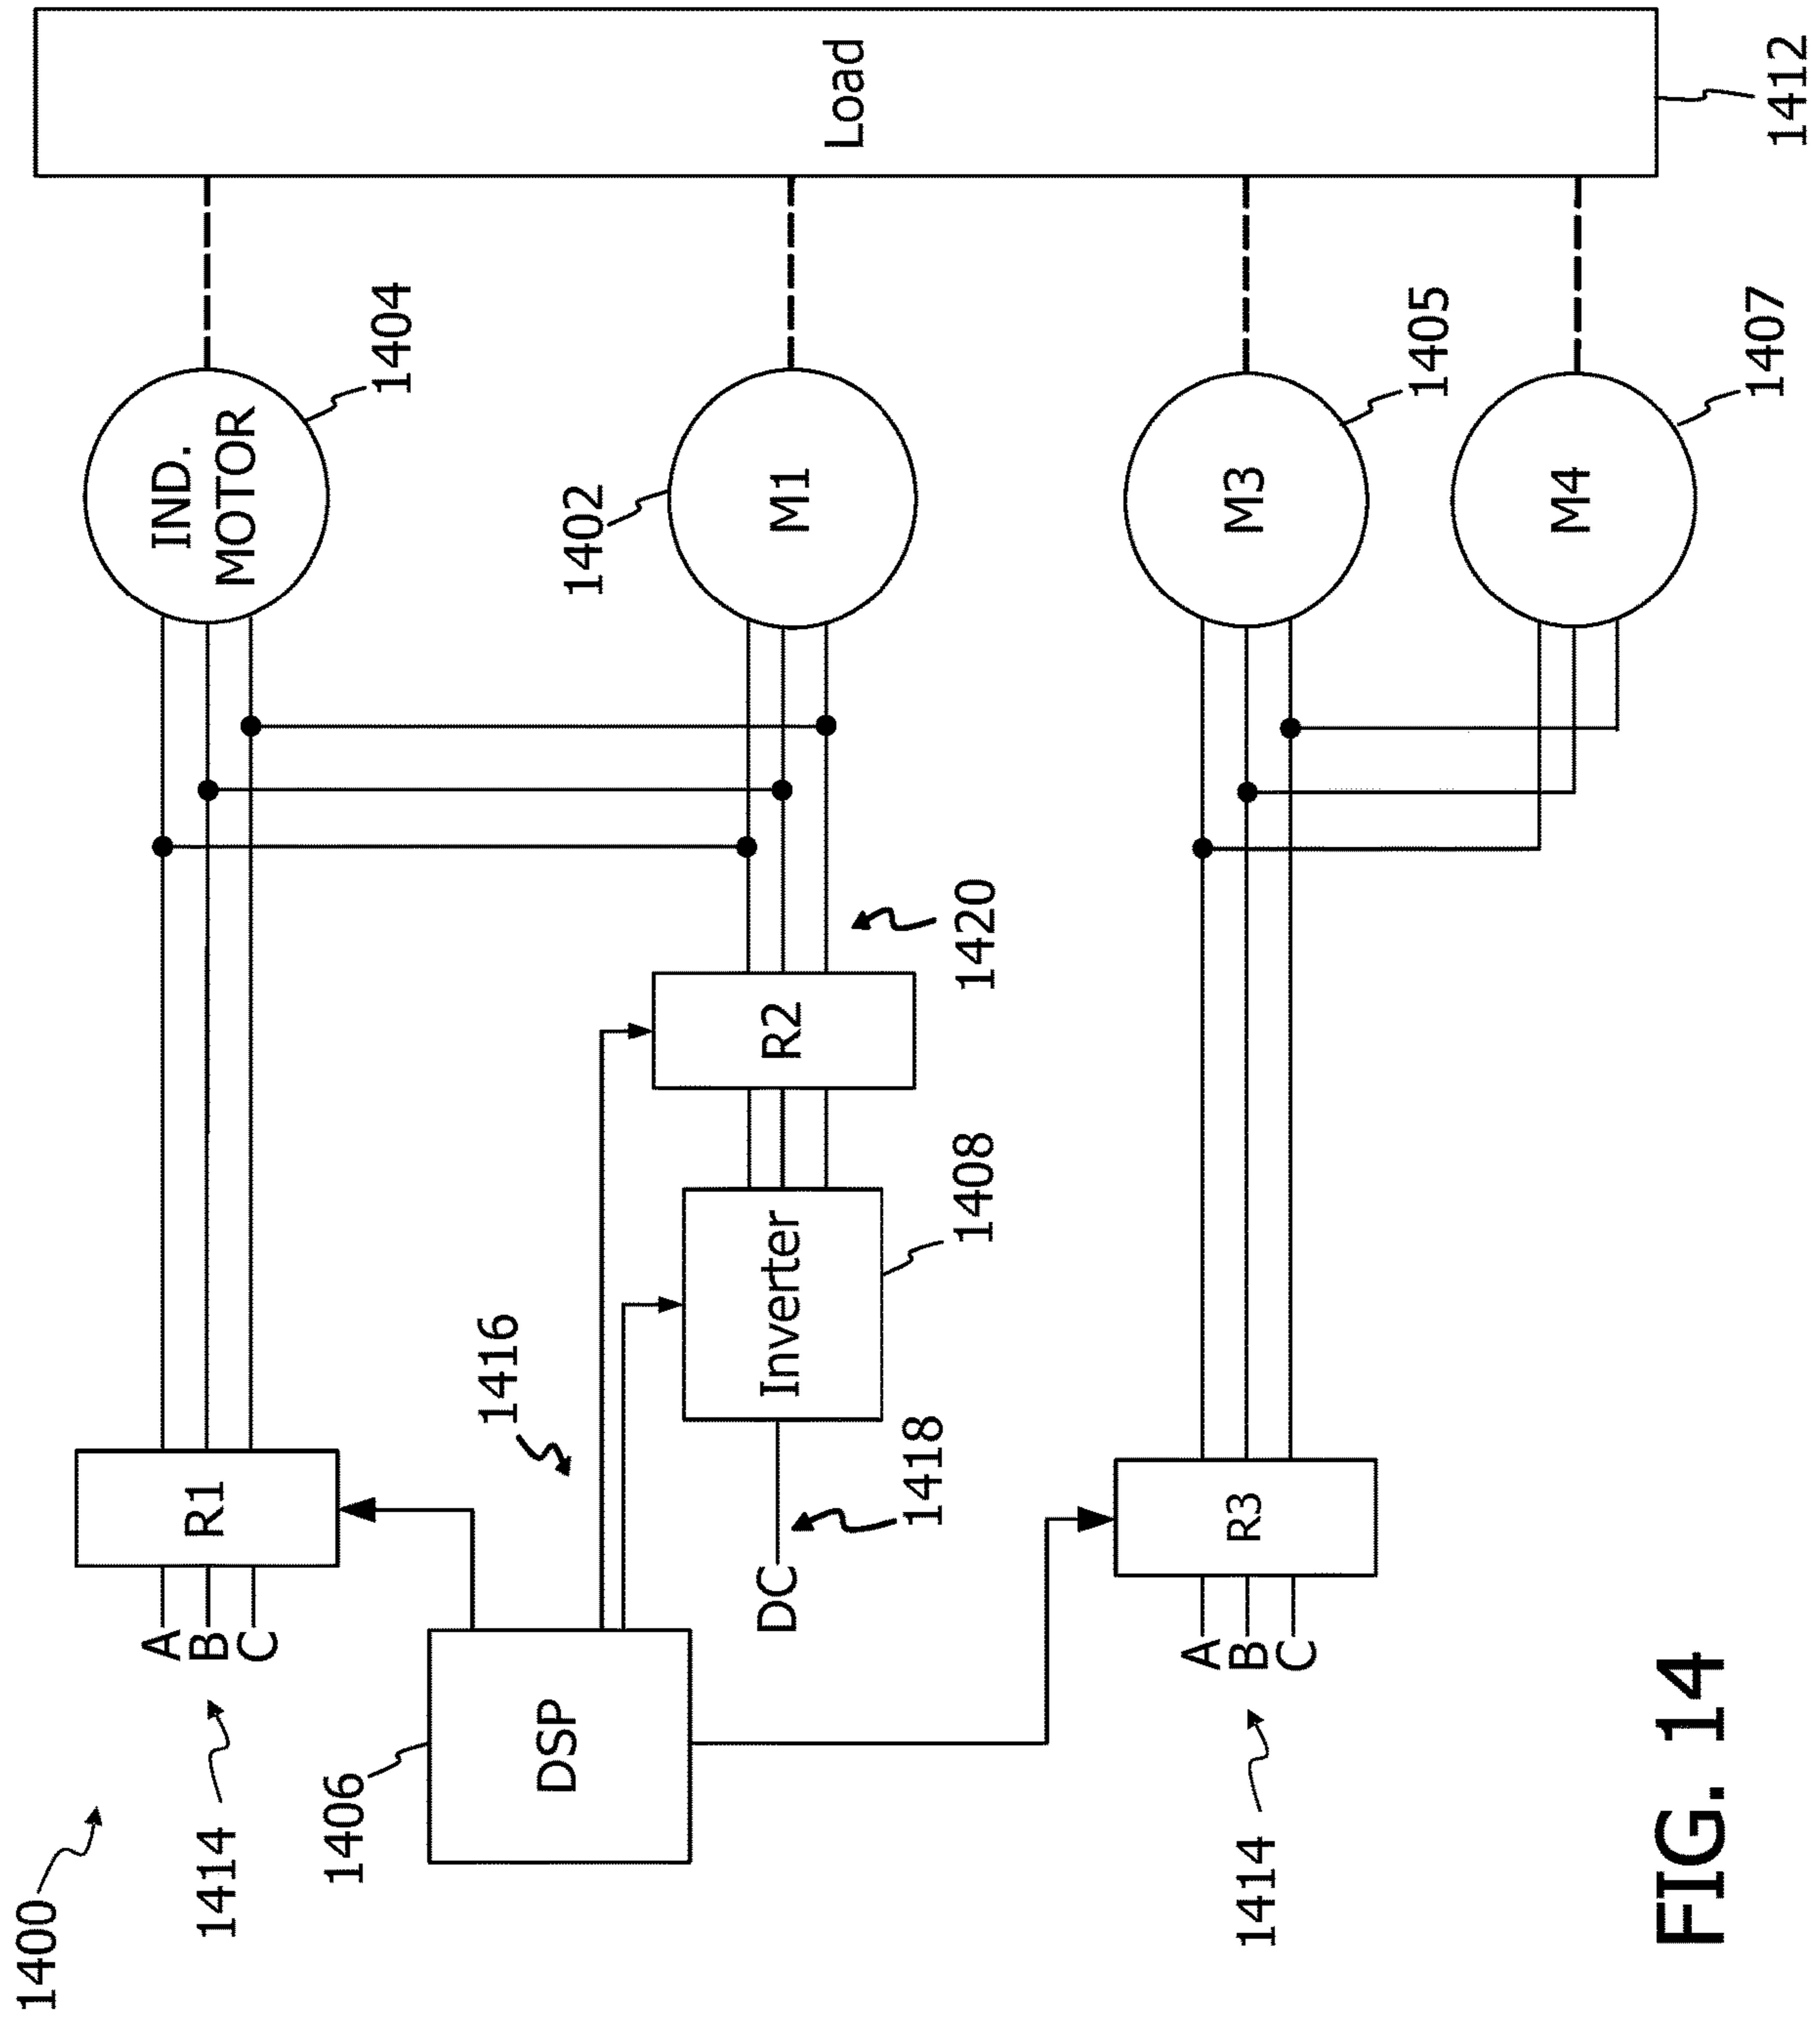 1400
1414
A
B
C
R1
IND.
MOTOR
1404
1406
DSP
1416
DC
1418
Inverter
1408
R2
1420
1402
M1
1414
A
B
C
R3
M3
1405
M4
1407
Load
1412
FIG. 14